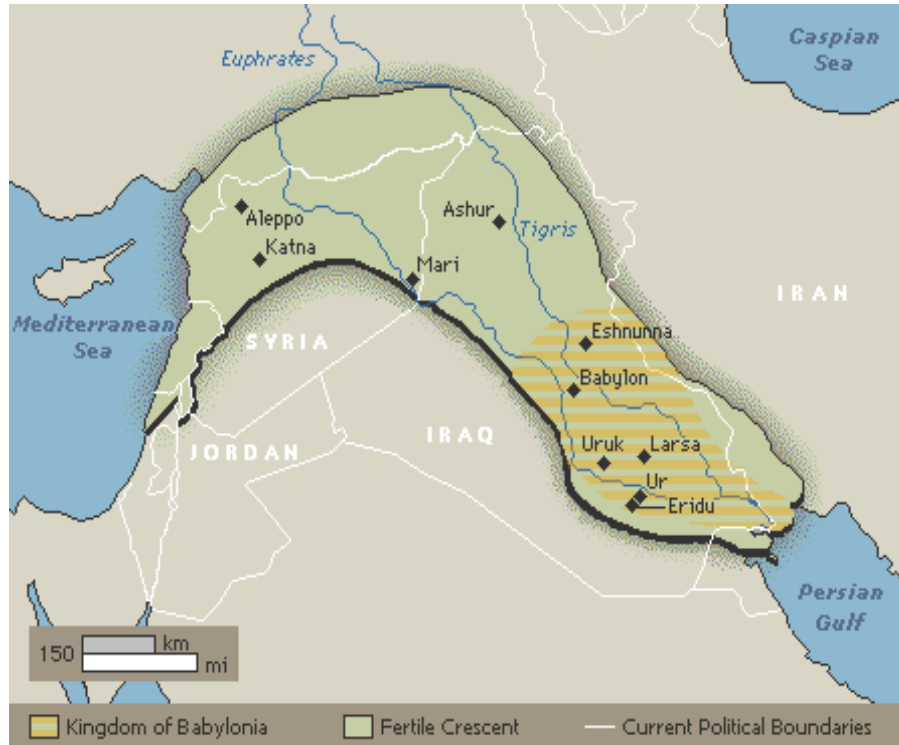 Euphrates
Caspian
Sea
Aleppo
Ashur
Katna
Tigris
Mari
IRAN
Mediterranean
Sea
SYRIA
Eshnunna
Babylon
JORDAN
IRAQ
Uruk
Larsa
Ur
Eridu
Persian
Gulf
150 km
mi
Kingdom of Babylonia
Fertile Crescent
Current Political Boundaries